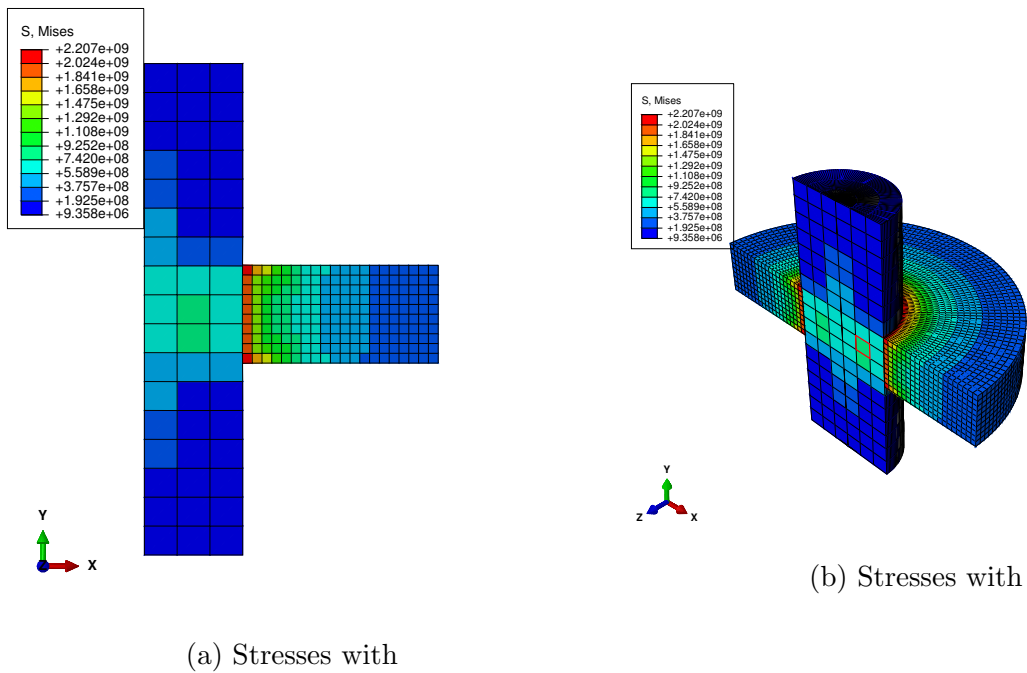 S, Mises
+2.207e+09
+2.024e+09
+1.841e+09
+1.658e+09
+1.475e+09
+1.292e+09
+1.108e+09
+9.252e+08
+7.420e+08
+5.589e+08
+3.757e+08
+1.925e+08
+9.358e+06
Y
Z
X
(a) Stresses with
S, Mises
+2.207e+09
+2.024e+09
+1.841e+09
+1.658e+09
+1.475e+09
+1.292e+09
+1.108e+09
+9.252e+08
+7.420e+08
+5.589e+08
+3.757e+08
+1.925e+08
+9.358e+06
Y
Z
X
(b) Stresses with